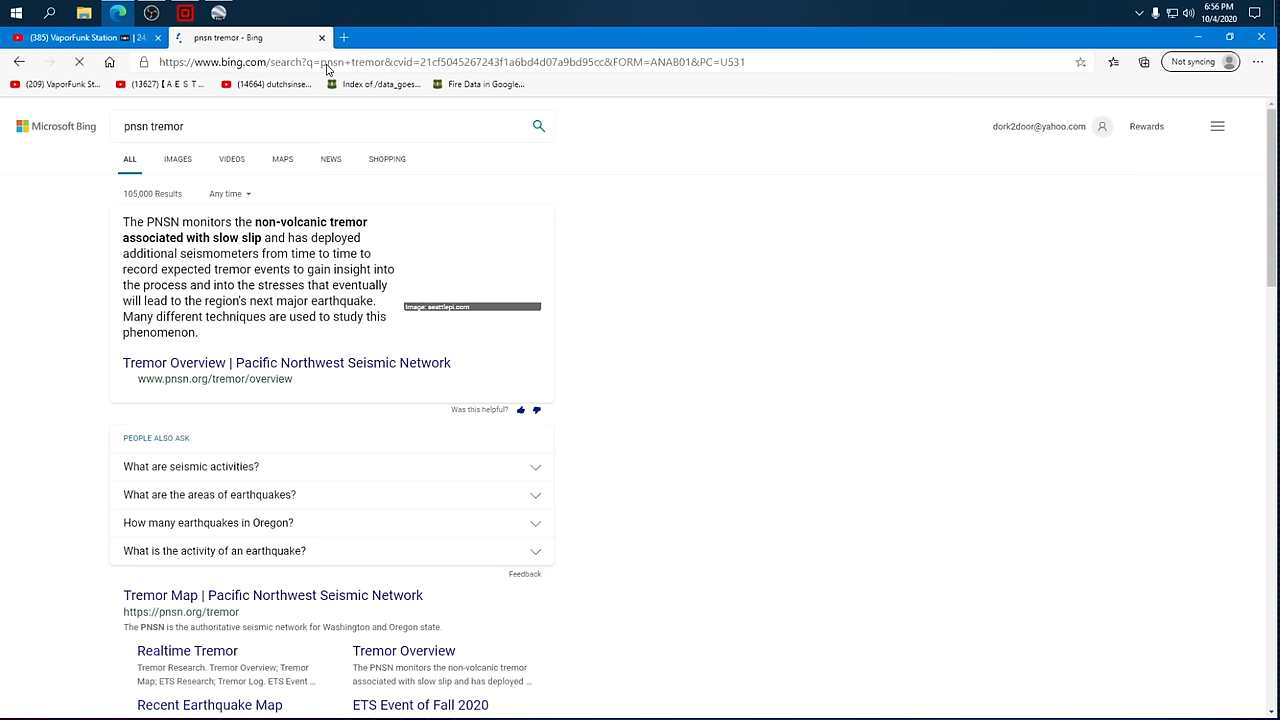 6:56 PM
10/4/2020
(385) VaporFunk Station
24
pnsn tremor - Bing
https://www.bing.com/search?q=pnsn+tremor&cvid=21cf5045267243f1a6bd4d07a9bd95cc&FORM=ANAB01&PC=U531
Not syncing
(209) VaporFunk St...
(13627)【 A E S T ...
(14664) dutchsinse...
Index of /data_goes...
Fire Data in Google...
Microsoft Bing
pnsn tremor
dork2door@yahoo.com
Rewards
ALL IMAGES VIDEOS MAPS NEWS SHOPPING
105,000 Results Any time
The PNSN monitors the non-volcanic tremor
associated with slow slip and has deployed
additional seismometers from time to time to
record expected tremor events to gain insight into
the process and into the stresses that eventually
will lead to the region's next major earthquake.
Many different techniques are used to study this
phenomenon.
Image: seattlepi.com
Tremor Overview | Pacific Northwest Seismic Network
www.pnsn.org/tremor/overview
Was this helpful?
PEOPLE ALSO ASK
What are seismic activities?
What are the areas of earthquakes?
How many earthquakes in Oregon?
What is the activity of an earthquake?
Feedback
Tremor Map | Pacific Northwest Seismic Network
https://pnsn.org/tremor
The PNSN is the authoritative seismic network for Washington and Oregon state.
Realtime Tremor
Tremor Research. Tremor Overview; Tremor
Map; ETS Research; Tremor Log. ETS Event ...
Tremor Overview
The PNSN monitors the non-volcanic tremor
associated with slow slip and has deployed ...
Recent Earthquake Map
ETS Event of Fall 2020